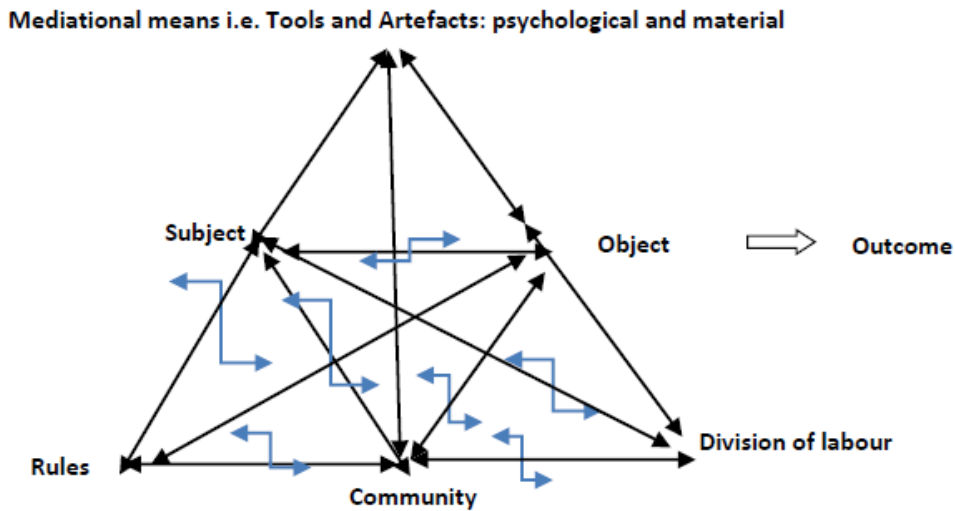 Mediational means i.e. Tools and Artefacts: psychological and material
Subject
Object
Outcome
Division of labour
Rules
Community